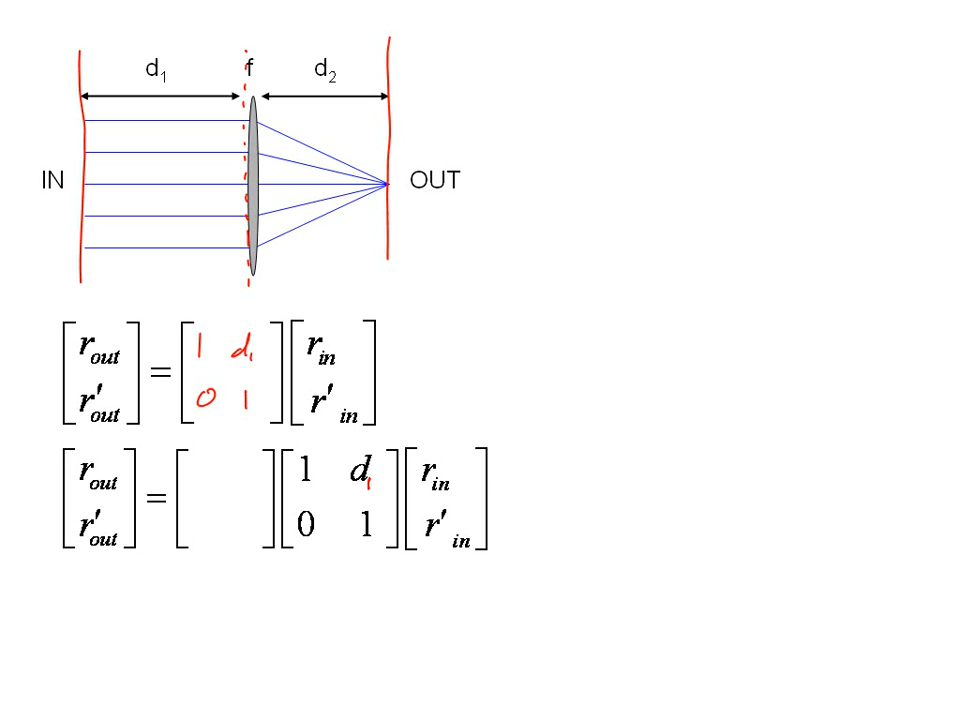 d₁ f d₂
IN OUT
[r_out r'_out] = [1 d₁ 0 1] [r_in r'_in]
[r_out r'_out] = [ ] [1 d₁ 0 1] [r_in r'_in]